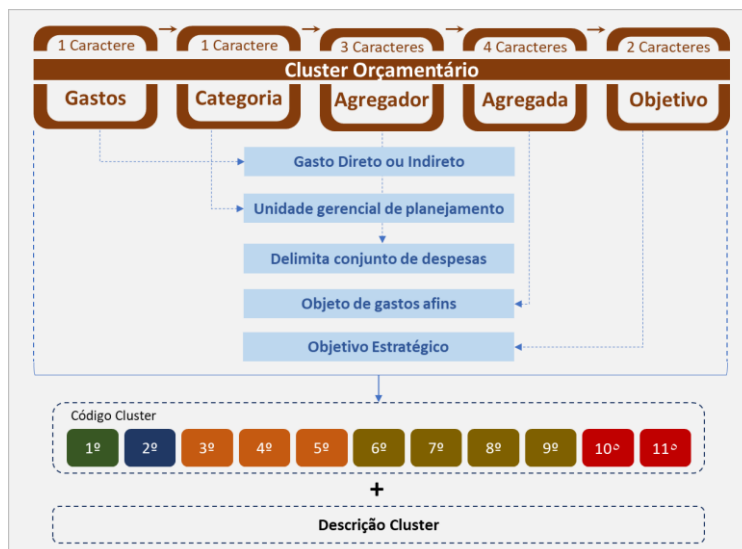 1 Caractere 1 Caractere 3 Caracteres 4 Caracteres 2 Caracteres
Cluster Orçamentário
Gastos Categoria Agregador Agregada Objetivo
Gasto Direto ou Indireto
Unidade gerencial de planejamento
Delimita conjunto de despesas
Objeto de gastos afins
Objetivo Estratégico
Código Cluster
1º 2º 3º 4º 5º 6º 7º 8º 9º 10º 11º
+
Descrição Cluster